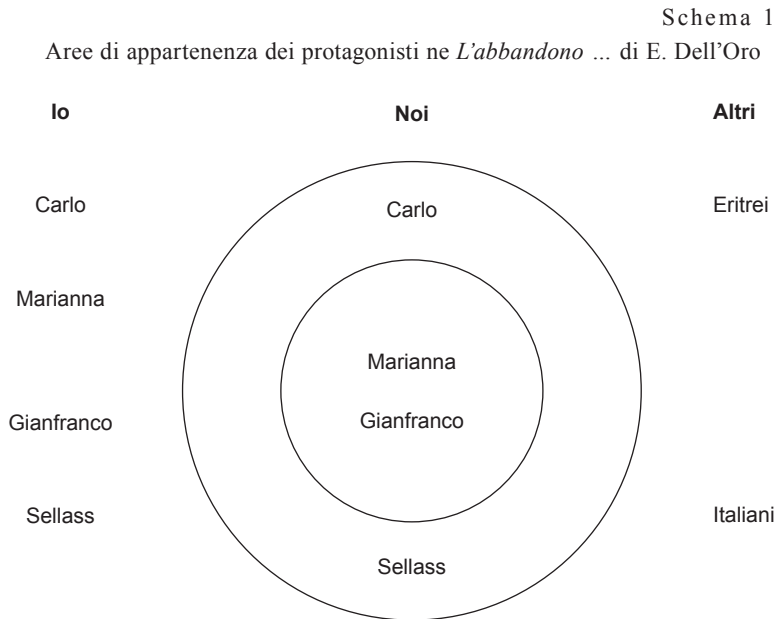 Schema 1
Aree di appartenenza dei protagonisti ne L'abbandono ... di E. Dell'Oro
Io Noi Altri
Carlo Carlo Eritrei
Marianna
Marianna
Gianfranco Gianfranco
Sellass Italiani
Sellass